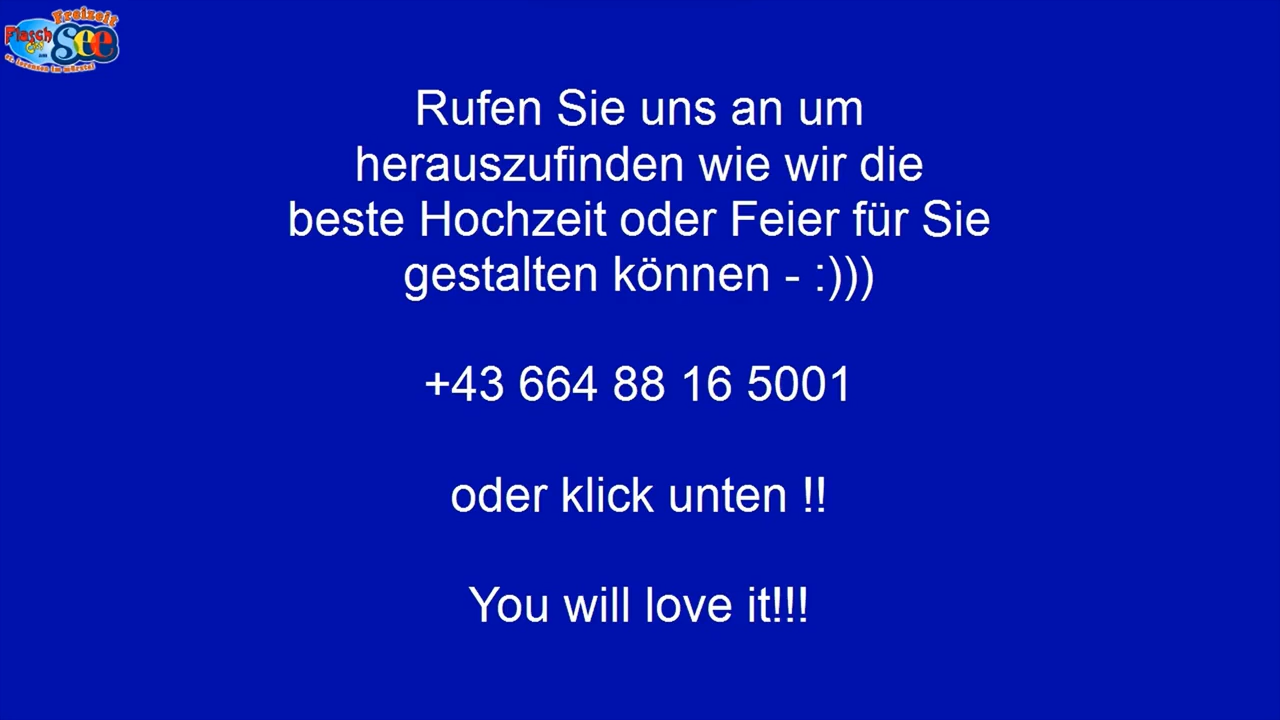 Freizeit
See
Rufen Sie uns an um
herauszufinden wie wir die
beste Hochzeit oder Feier für Sie
gestalten können - :)))
+43 664 88 16 5001
oder klick unten !!
You will love it!!!